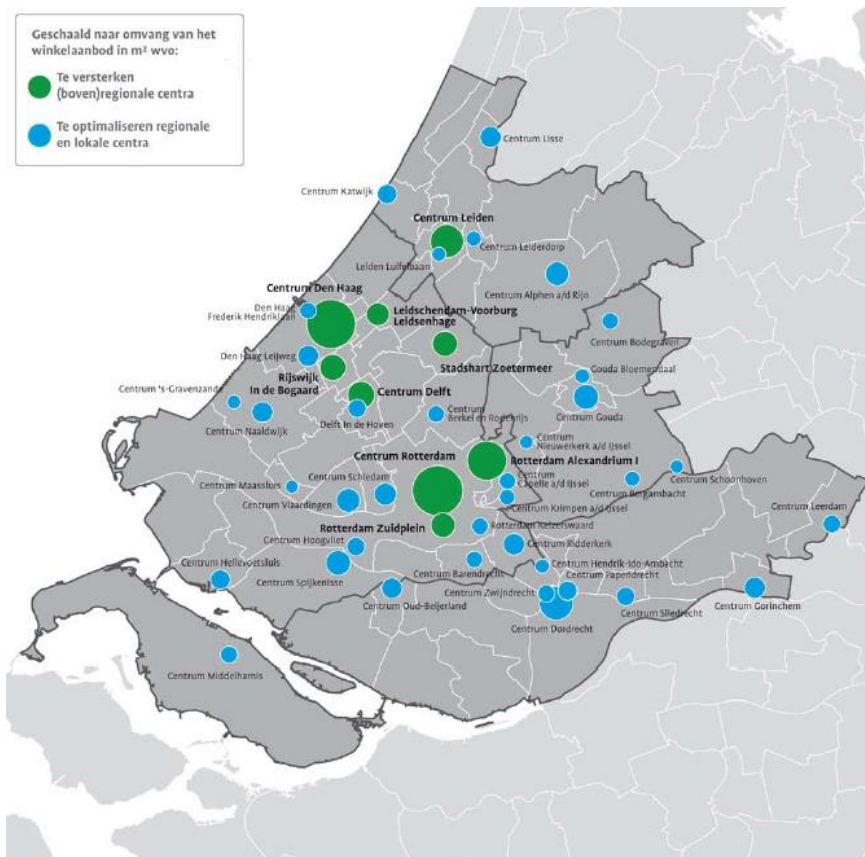 Geschaald naar omvang van het
winkelaanbod in m² wvo:
Te versterken
(boven)regionale centra
Te optimaliseren regionale
en lokale centra
Centrum Lisse
Centrum Katwijk
Centrum Leiden
Centrum Leiderdorp
Leiden Luifelbaan
Centrum Alphen a/d Rijn
Centrum Den Haag
Den Haag
Frederik Hendriklaan
Leidschendam-Voorburg
Leidsenhage
Centrum Bodegraven
Den Haag Leijweg
Stadshart Zoetermeer
Gouda Bloemendaal
Rijswijk
In de Bogaard
Centrum 's-Gravenzande
Centrum Delft
Centrum Naaldwijk
Delft In de Hoven
Centrum
Berkel en Rodenrijs
Centrum Gouda
Centrum
Nieuwerkerk a/d IJssel
Centrum Rotterdam
Rotterdam Alexandrium I
Centrum Schoonhoven
Centrum Schiedam
Centrum
Capelle a/d IJssel
Centrum Maassluis
Centrum Bergambacht
Centrum Vlaardingen
Centrum Krimpen a/d IJssel
Centrum Leerdam
Rotterdam Zuidplein
Rotterdam Keizerswaard
Centrum Hoogvliet
Centrum Ridderkerk
Centrum Hellevoetsluis
Centrum Spijkenisse
Centrum Barendrecht
Centrum Hendrik-Ido-Ambacht
Centrum Papendrecht
Centrum Zwijndrecht
Centrum Oud-Beijerland
Centrum Sliedrecht
Centrum Gorinchem
Centrum Dordrecht
Centrum Middelharnis